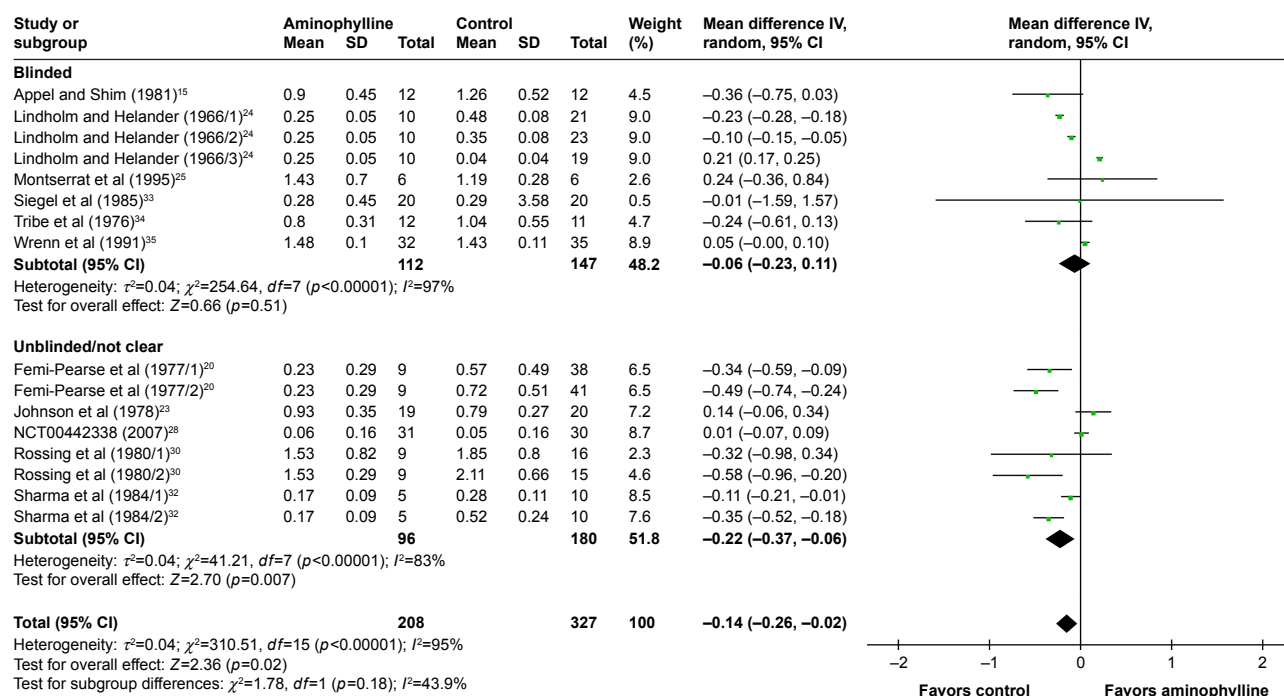 Study or subgroup Aminophylline Control Weight (%) Mean difference IV, random, 95% CI Mean difference IV, random, 95% CI
Mean SD Total Mean SD Total
Blinded
Appel and Shim (1981)15 0.9 0.45 12 1.26 0.52 12 4.5 –0.36 (–0.75, 0.03)
Lindholm and Helander (1966/1)24 0.25 0.05 10 0.48 0.08 21 9.0 –0.23 (–0.28, –0.18)
Lindholm and Helander (1966/2)24 0.25 0.05 10 0.35 0.08 23 9.0 –0.10 (–0.15, –0.05)
Lindholm and Helander (1966/3)24 0.25 0.05 10 0.04 0.04 19 9.0 0.21 (0.17, 0.25)
Montserrat et al (1995)25 1.43 0.7 6 1.19 0.28 6 2.6 0.24 (–0.36, 0.84)
Siegel et al (1985)33 0.28 0.45 20 0.29 3.58 20 0.5 –0.01 (–1.59, 1.57)
Tribe et al (1976)34 0.8 0.31 12 1.04 0.55 11 4.7 –0.24 (–0.61, 0.13)
Wrenn et al (1991)35 1.48 0.1 32 1.43 0.11 35 8.9 0.05 (–0.00, 0.10)
Subtotal (95% CI) 112 147 48.2 –0.06 (–0.23, 0.11)
Heterogeneity: τ²=0.04; χ²=254.64, df=7 (p<0.00001); I²=97%
Test for overall effect: Z=0.66 (p=0.51)
Unblinded/not clear
Femi-Pearse et al (1977/1)20 0.23 0.29 9 0.57 0.49 38 6.5 –0.34 (–0.59, –0.09)
Femi-Pearse et al (1977/2)20 0.23 0.29 9 0.72 0.51 41 6.5 –0.49 (–0.74, –0.24)
Johnson et al (1978)23 0.93 0.35 19 0.79 0.27 20 7.2 0.14 (–0.06, 0.34)
NCT00442338 (2007)28 0.06 0.16 31 0.05 0.16 30 8.7 0.01 (–0.07, 0.09)
Rossing et al (1980/1)30 1.53 0.82 9 1.85 0.8 16 2.3 –0.32 (–0.98, 0.34)
Rossing et al (1980/2)30 1.53 0.29 9 2.11 0.66 15 4.6 –0.58 (–0.96, –0.20)
Sharma et al (1984/1)32 0.17 0.09 5 0.28 0.11 10 8.5 –0.11 (–0.21, –0.01)
Sharma et al (1984/2)32 0.17 0.09 5 0.52 0.24 10 7.6 –0.35 (–0.52, –0.18)
Subtotal (95% CI) 96 180 51.8 –0.22 (–0.37, –0.06)
Heterogeneity: τ²=0.04; χ²=41.21, df=7 (p<0.00001); I²=83%
Test for overall effect: Z=2.70 (p=0.007)
Total (95% CI) 208 327 100 –0.14 (–0.26, –0.02)
Heterogeneity: τ²=0.04; χ²=310.51, df=15 (p<0.00001); I²=95%
Test for overall effect: Z=2.36 (p=0.02)
Test for subgroup differences: χ²=1.78, df=1 (p=0.18); I²=43.9%
–2 –1 0 1 2
Favors control Favors aminophylline